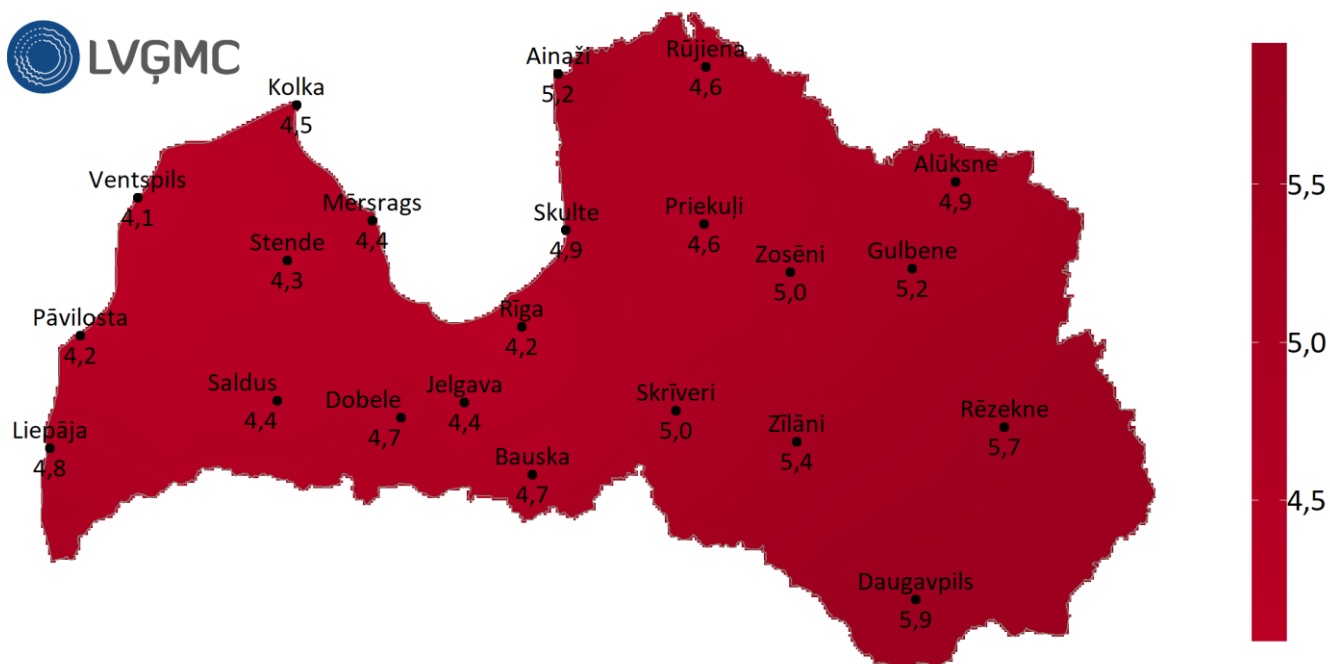 LVĢMC
Ainaži
5,2
Rūjiena
4,6
Kolka
4,5
Ventspils
4,1
Mērsrags
4,4
Stende
4,3
Skulte
4,9
Priekuļi
4,6
Alūksne
4,9
Zosēni
5,0
Gulbene
5,2
Pāvilosta
4,2
Rīga
4,2
Saldus
4,4
Dobele
4,7
Jelgava
4,4
Skrīveri
5,0
Zīlāni
5,4
Rēzekne
5,7
Liepāja
4,8
Bauska
4,7
Daugavpils
5,9
5,5
5,0
4,5